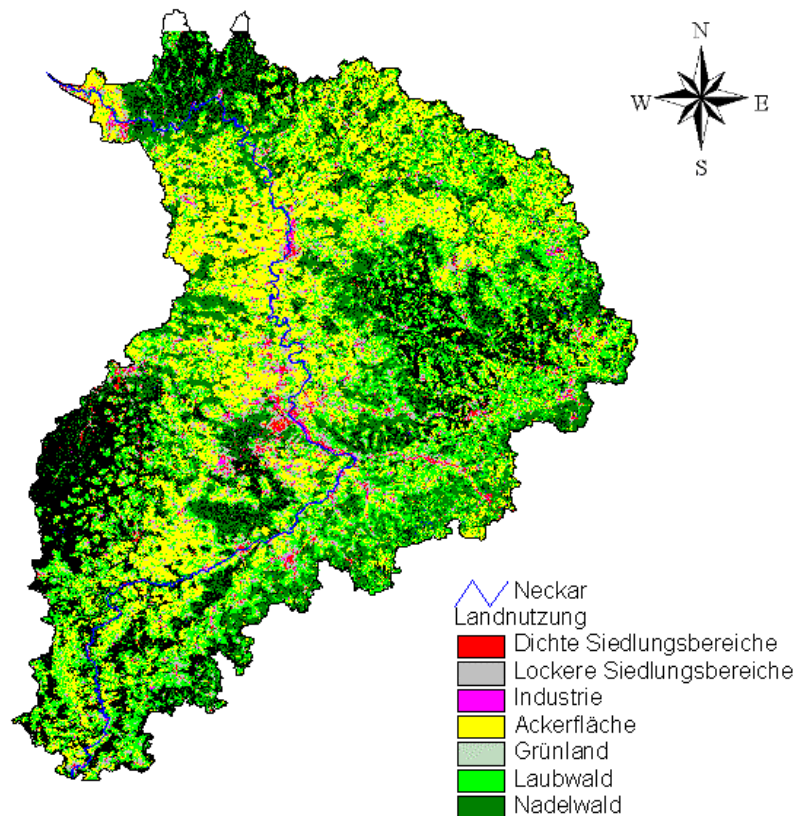 N
W E
S
Neckar
Landnutzung
Dichte Siedlungsbereiche
Lockere Siedlungsbereiche
Industrie
Ackerfläche
Grünland
Laubwald
Nadelwald